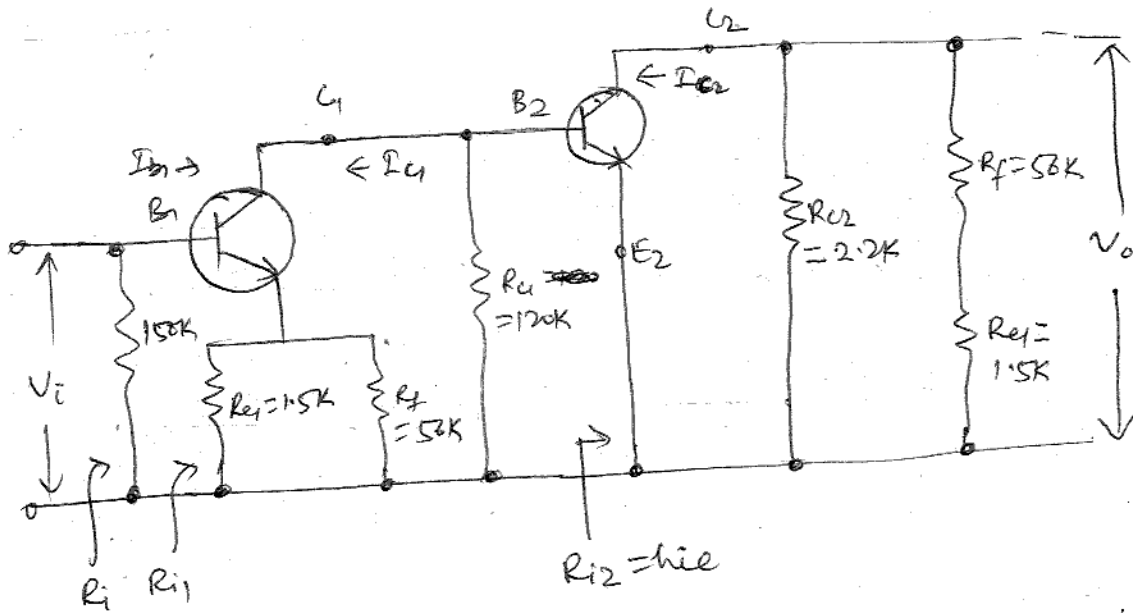 C2
← Ic2
C1
B2
Ib1 →
← Ic1
B1
Rf=56K
Rc2
=2.2K
E2
Vo
150K
Rc1 =
=120K
Re1=
1.5K
Vi
Re1=1.5K
Rf
=56K
Ri
Ri1
Ri2 = hie